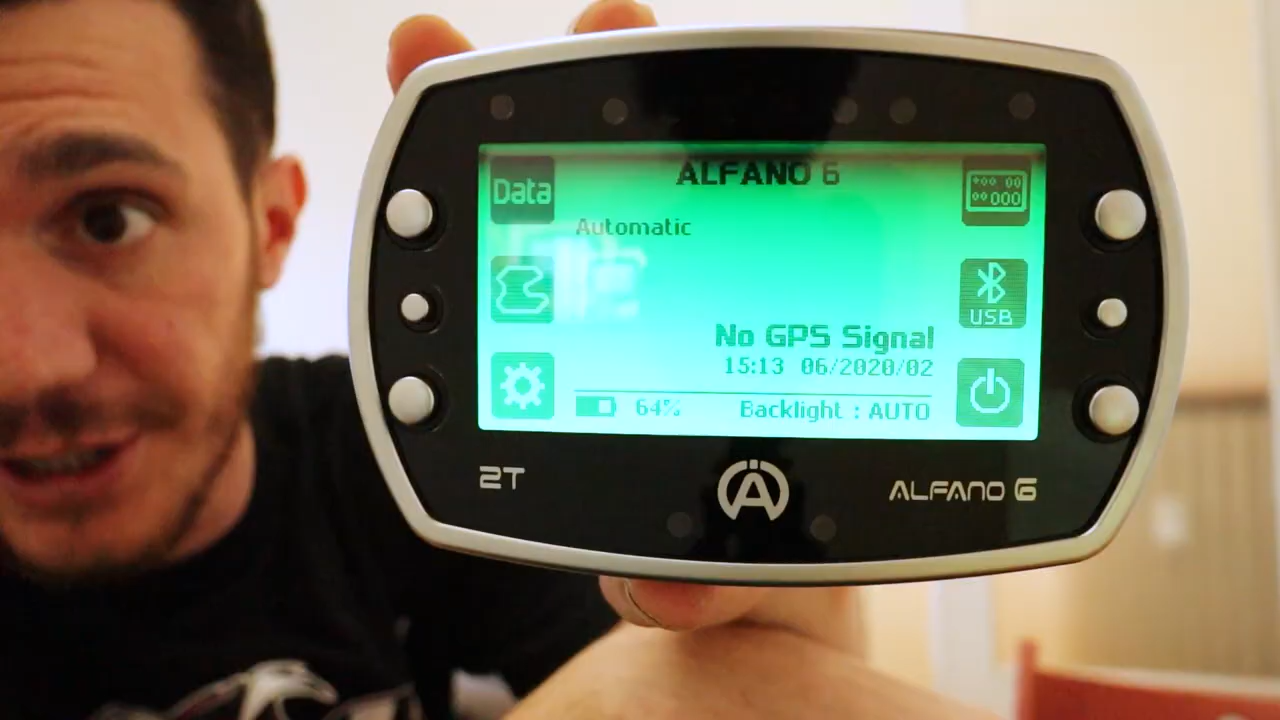 ALFANO 6
Data
Automatic
USB
No GPS Signal
15:13 06/2020/02
64% Backlight : AUTO
2T
ALFANO 6